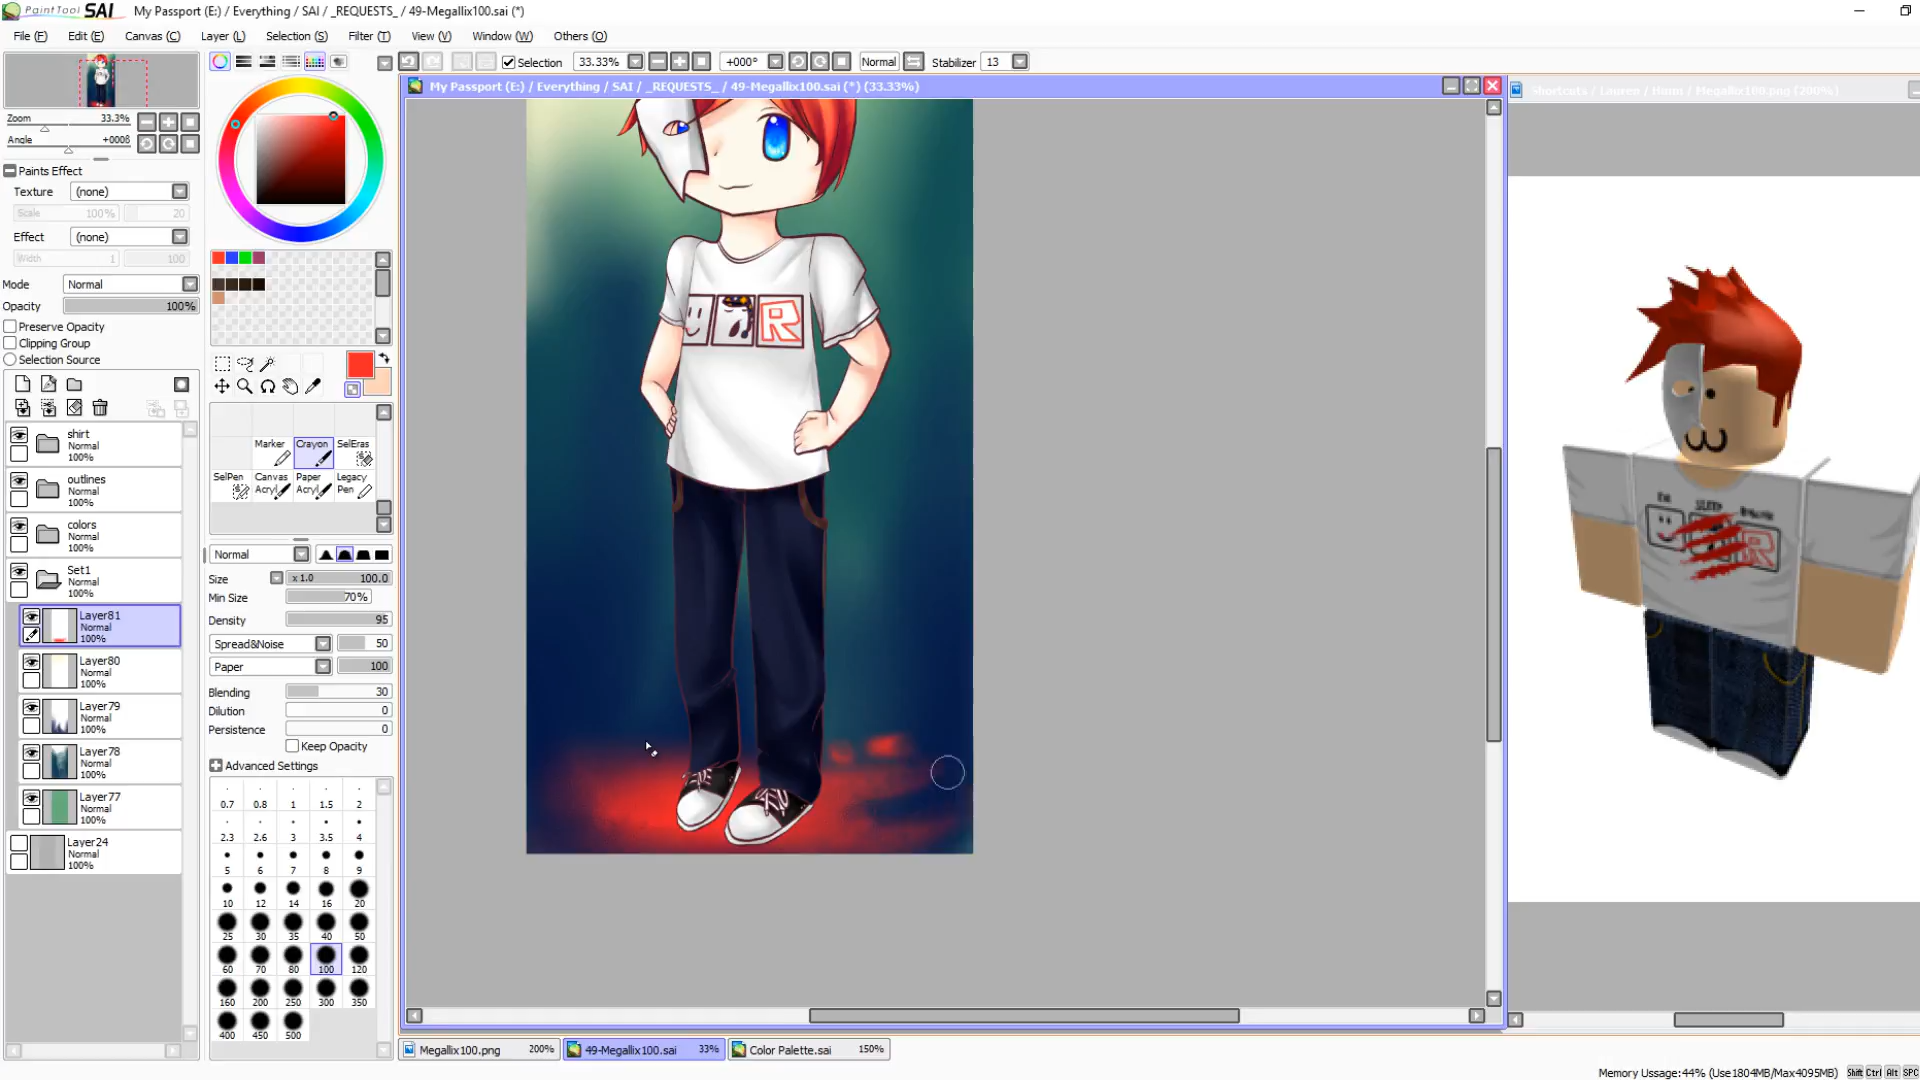 PaintTool SAI My Passport (E:) / Everything / SAI / _REQUESTS_ / 49-Megallix100.sai (*)
File (F) Edit (E) Canvas (C) Layer (L) Selection (S) Filter (T) View (V) Window (W) Others (O)
Selection 33.33% +000° Normal Stabilizer 13
My Passport (E:) / Everything / SAI / _REQUESTS_ / 49-Megallix100.sai (*) (33.33%)
Zoom 33.3%
Angle +000ß
Paints Effect
Texture (none)
Scale 100% 20
Effect (none)
Width 1 100
Mode Normal
Opacity 100%
Preserve Opacity
Clipping Group
Selection Source
shirt
Normal
100%
outlines
Normal
100%
colors
Normal
100%
Set1
Normal
100%
Layer81
Normal
100%
Layer80
Normal
100%
Layer79
Normal
100%
Layer78
Normal
100%
Layer77
Normal
100%
Layer24
Normal
100%
Marker Crayon SelEras
SelPen Canvas Acryl Paper Acryl Legacy Pen
Normal
Size x 1.0 100.0
Min Size 70%
Density 95
Spread&Noise 50
Paper 100
Blending 30
Dilution 0
Persistence 0
Keep Opacity
Advanced Settings
0.7 0.8 1 1.5 2
2.3 2.6 3 3.5 4
5 6 7 8 9
10 12 14 16 20
25 30 35 40 50
60 70 80 100 120
160 200 250 300 350
400 450 500
R
R
Megallix100.png 200% 49-Megallix100.sai 33% Color Palette.sai 150%
Memory Ussage:44% (Use1804MB/Max4095MB) Shift Ctrl Alt SPC